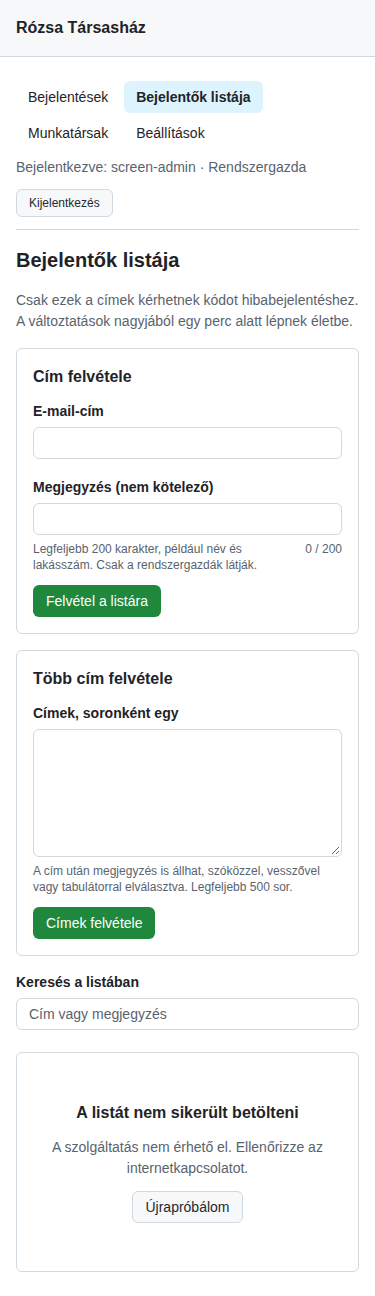 Rózsa Társasház
Bejelentések
Bejelentők listája
Munkatársak
Beállítások
Bejelentkezve: screen-admin · Rendszergazda
Kijelentkezés
Bejelentők listája
Csak ezek a címek kérhetnek kódot hibabejelentéshez.
A változtatások nagyjából egy perc alatt lépnek életbe.
Cím felvétele
E-mail-cím
Megjegyzés (nem kötelező)
Legfeljebb 200 karakter, például név és
lakásszám. Csak a rendszergazdák látják.
0 / 200
Felvétel a listára
Több cím felvétele
Címek, soronként egy
A cím után megjegyzés is állhat, szóközzel, vesszővel
vagy tabulátorral elválasztva. Legfeljebb 500 sor.
Címek felvétele
Keresés a listában
Cím vagy megjegyzés
A listát nem sikerült betölteni
A szolgáltatás nem érhető el. Ellenőrizze az
internetkapcsolatot.
Újrapróbálom